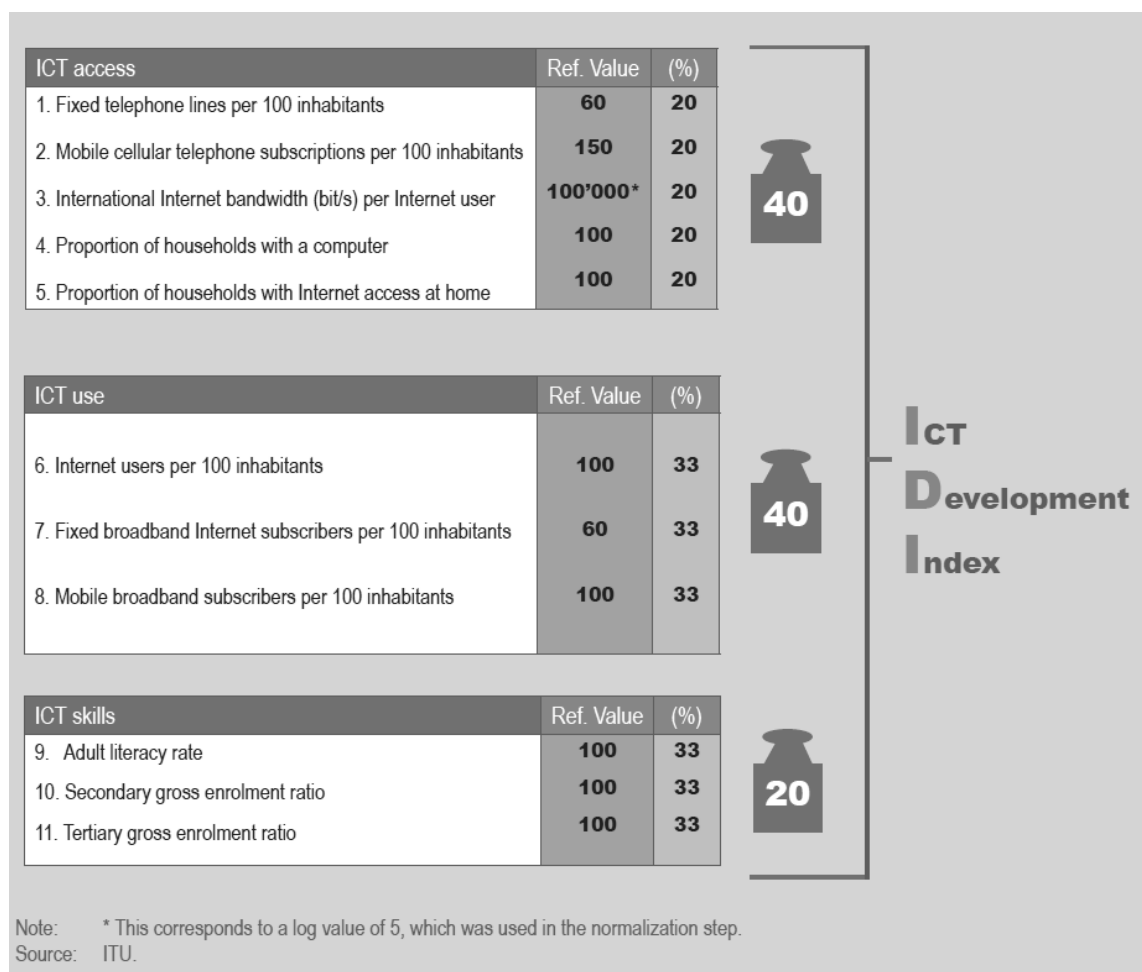 ICT access Ref. Value (%)
1. Fixed telephone lines per 100 inhabitants 60 20
2. Mobile cellular telephone subscriptions per 100 inhabitants 150 20
3. International Internet bandwidth (bit/s) per Internet user 100’000* 20
4. Proportion of households with a computer 100 20
5. Proportion of households with Internet access at home 100 20
40
ICT use Ref. Value (%)
6. Internet users per 100 inhabitants 100 33
7. Fixed broadband Internet subscribers per 100 inhabitants 60 33
8. Mobile broadband subscribers per 100 inhabitants 100 33
40
ICT skills Ref. Value (%)
9. Adult literacy rate 100 33
10. Secondary gross enrolment ratio 100 33
11. Tertiary gross enrolment ratio 100 33
20
ICT
Development
Index
Note: * This corresponds to a log value of 5, which was used in the normalization step.
Source: ITU.